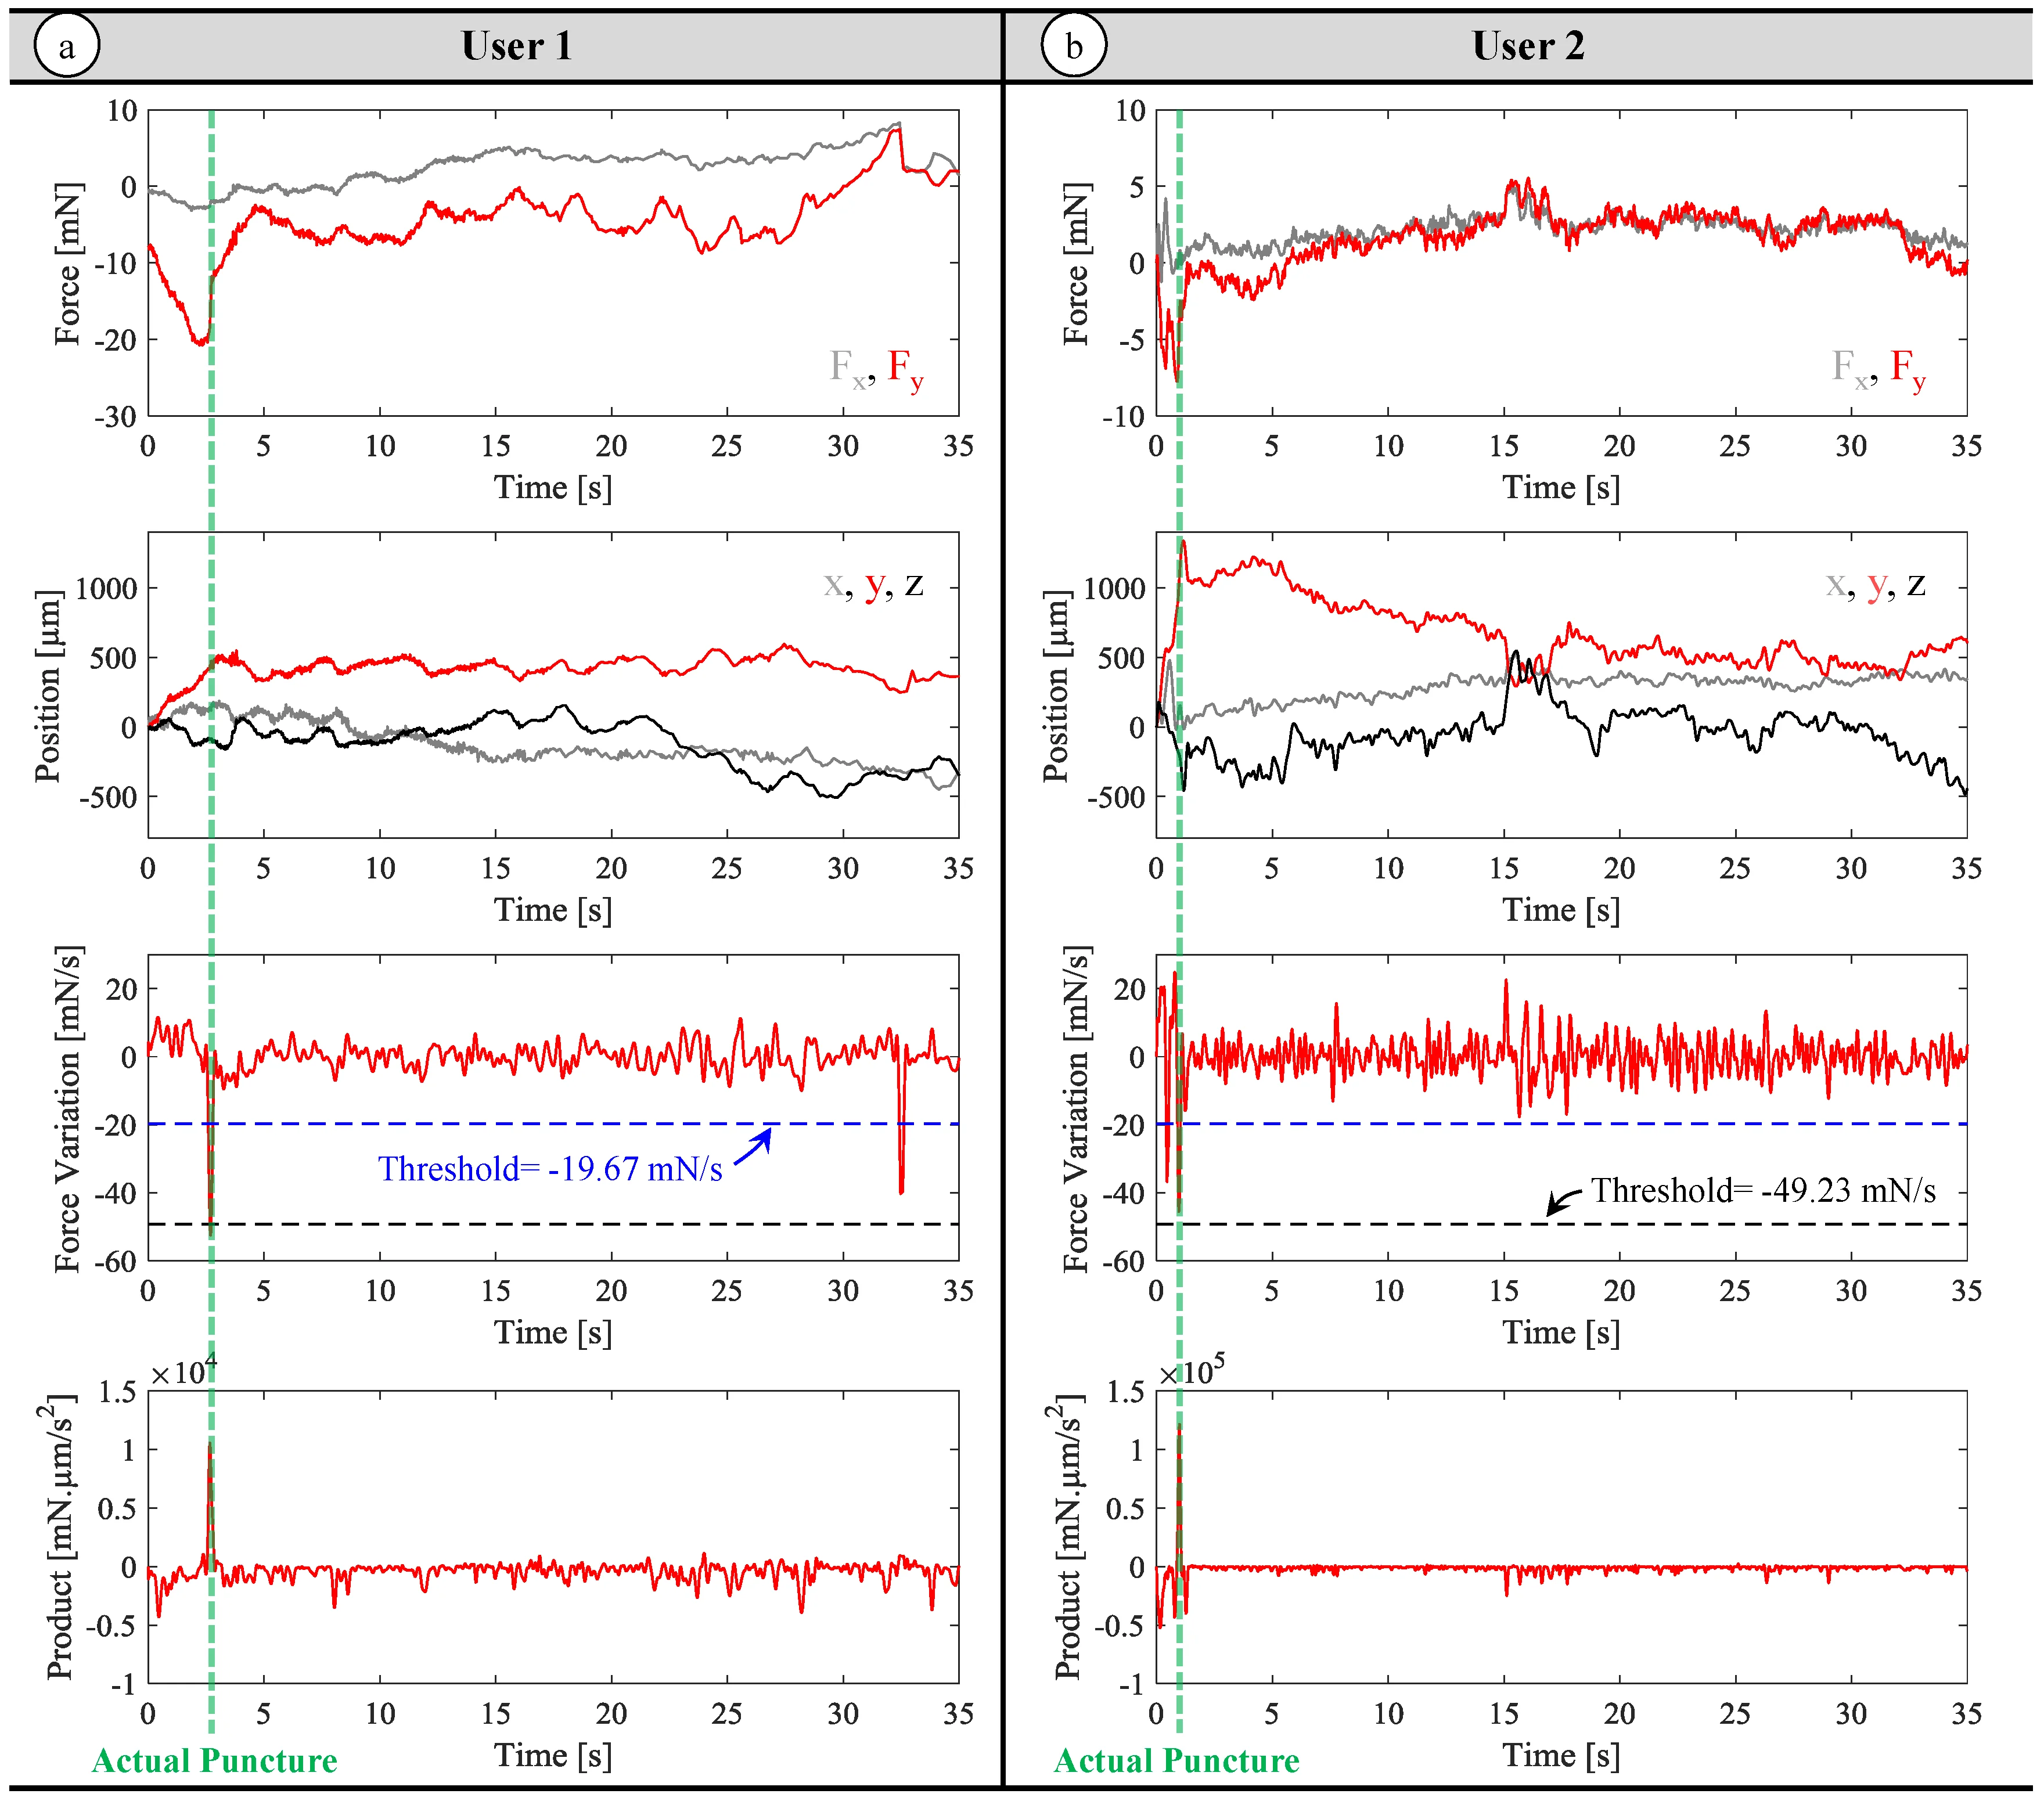 a User 1
10
0
-10
-20
-30
Force [mN]
Fx, Fy
0 5 10 15 20 25 30 35
Time [s]
1000
500
0
-500
Position [µm]
x, y, z
0 5 10 15 20 25 30 35
Time [s]
20
0
-20
-40
-60
Force Variation [mN/s]
Threshold= -19.67 mN/s
0 5 10 15 20 25 30 35
Time [s]
×10⁴
1.5
1
0.5
0
-0.5
-1
Product [mN.µm/s²]
0 5 10 15 20 25 30 35
Time [s]
Actual Puncture
b User 2
10
5
0
-5
-10
Force [mN]
Fx, Fy
0 5 10 15 20 25 30 35
Time [s]
1000
500
0
-500
Position [µm]
x, y, z
0 5 10 15 20 25 30 35
Time [s]
20
0
-20
-40
-60
Force Variation [mN/s]
Threshold= -49.23 mN/s
0 5 10 15 20 25 30 35
Time [s]
×10⁵
1.5
1
0.5
0
-0.5
-1
Product [mN.µm/s²]
0 5 10 15 20 25 30 35
Time [s]
Actual Puncture